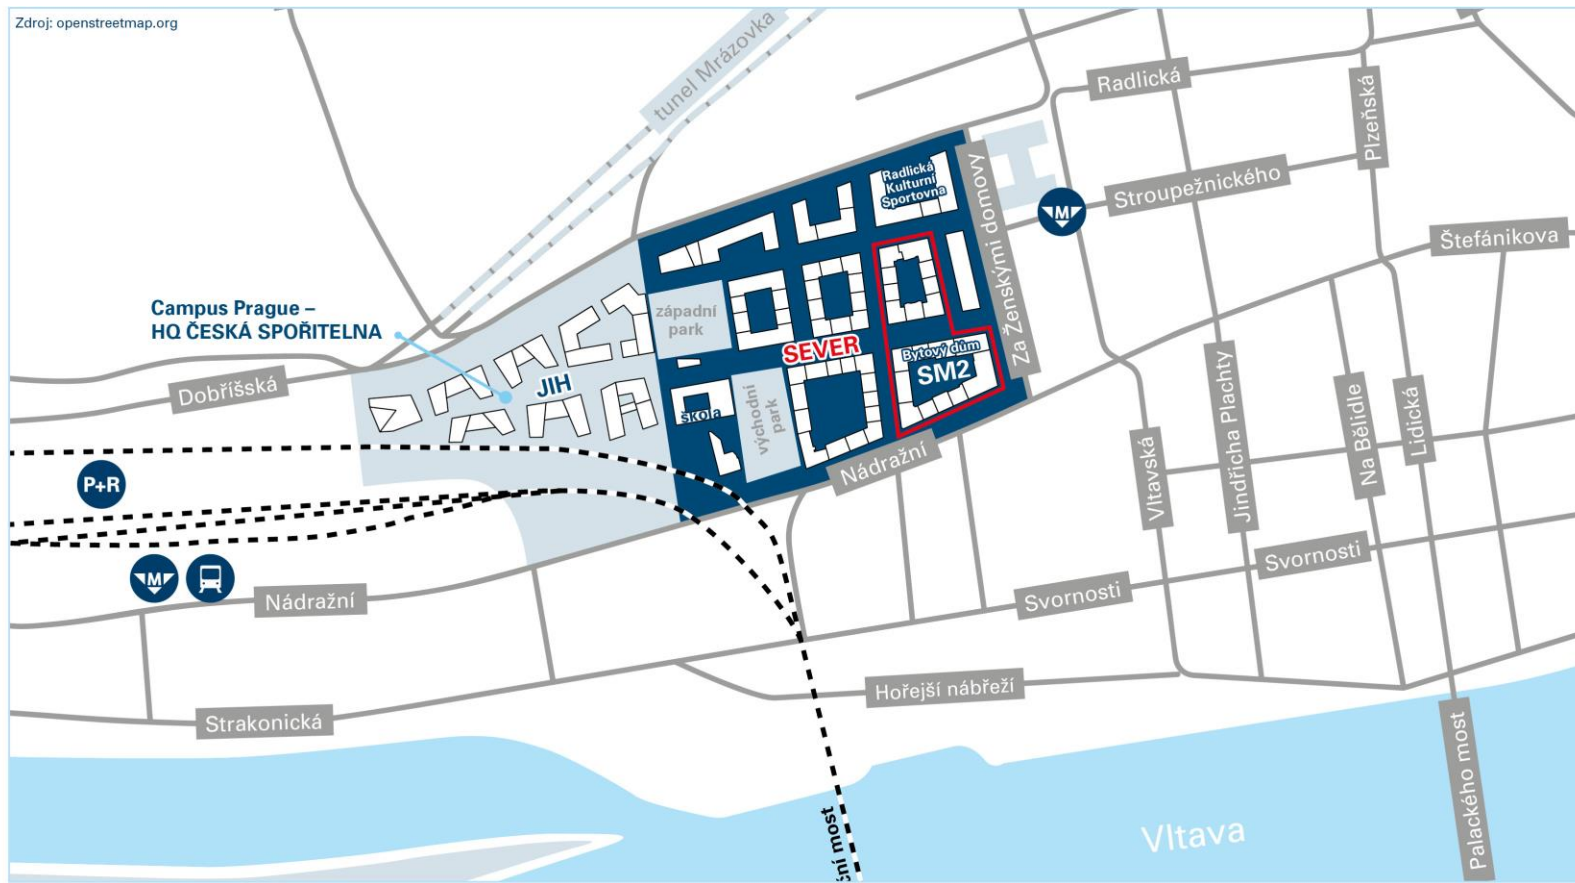 Zdroj: openstreetmap.org
tunel Mrázovka
Radlická
Plzeňská
Radlická
Kulturní
Sportovna
Za Ženskými domovy
Stroupežnického
M
Štefánikova
Campus Prague –
HQ ČESKÁ SPOŘITELNA
západní
park
SEVER
Bytový dům
SM2
Dobříšská
JIH
škola
východní
park
Nádražní
Vltavská
Jindřicha Plachty
Na Bělidle
Lidická
P+R
M
Nádražní
Svornosti
Svornosti
Strakonická
Hořejší nábřeží
Palackého most
ční most
Vltava